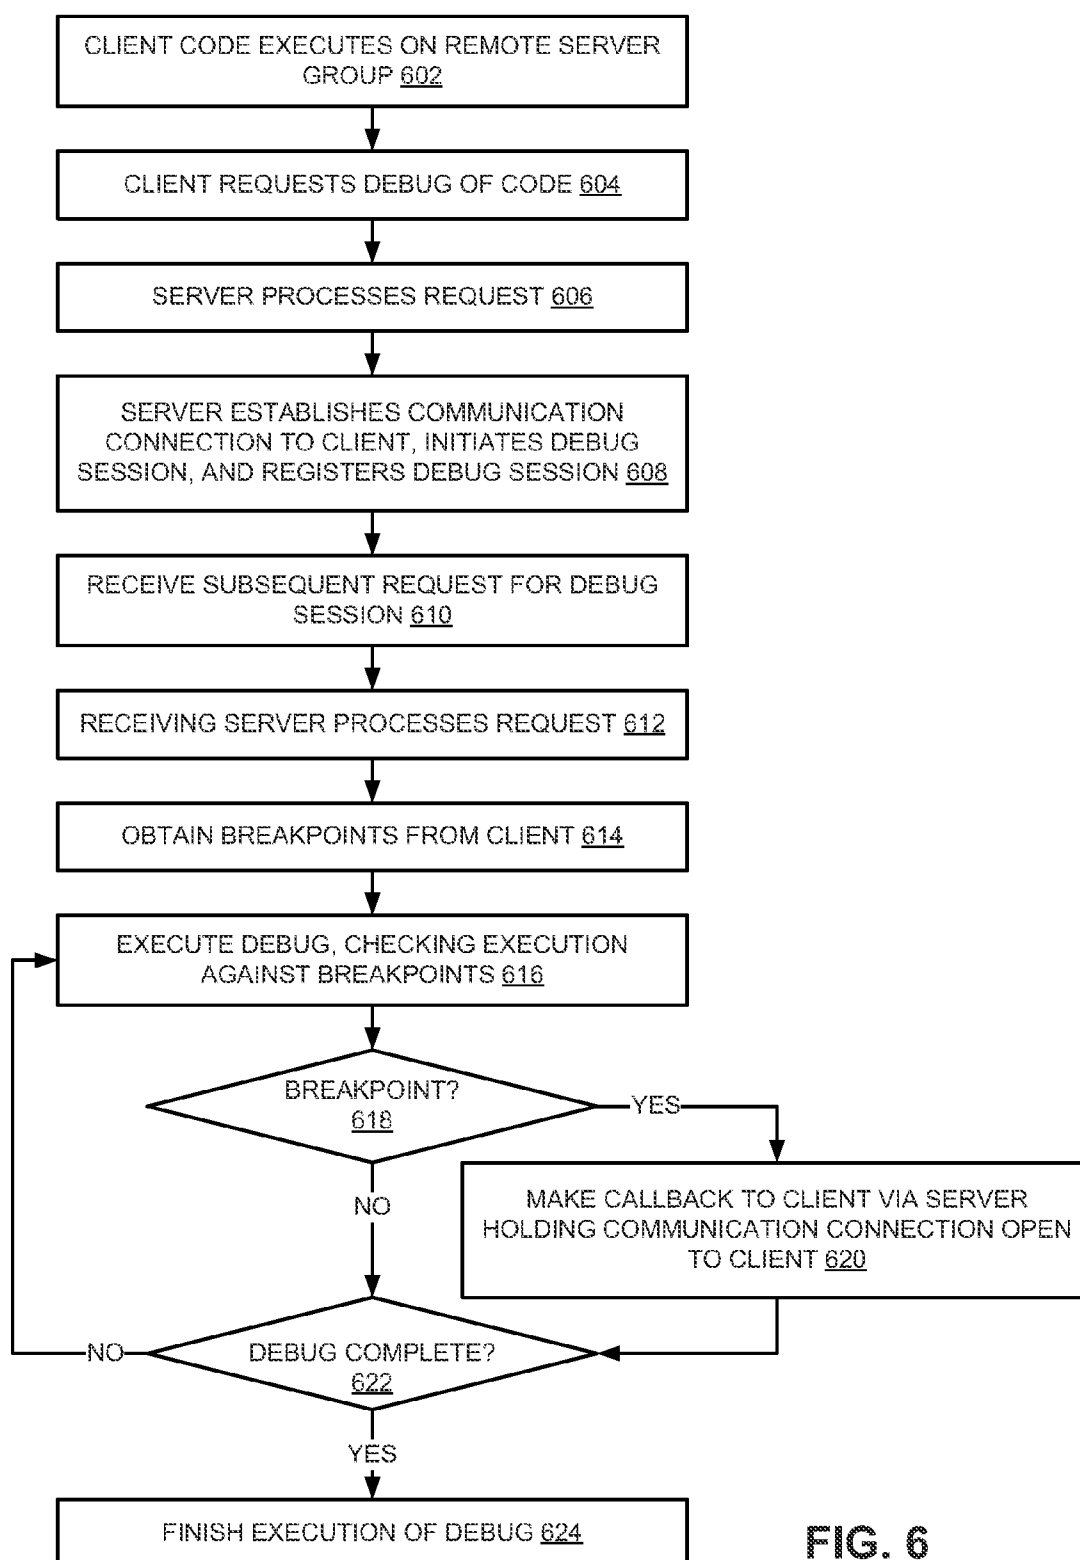 CLIENT CODE EXECUTES ON REMOTE SERVER
GROUP 602
CLIENT REQUESTS DEBUG OF CODE 604
SERVER PROCESSES REQUEST 606
SERVER ESTABLISHES COMMUNICATION
CONNECTION TO CLIENT, INITIATES DEBUG
SESSION, AND REGISTERS DEBUG SESSION 608
RECEIVE SUBSEQUENT REQUEST FOR DEBUG
SESSION 610
RECEIVING SERVER PROCESSES REQUEST 612
OBTAIN BREAKPOINTS FROM CLIENT 614
EXECUTE DEBUG, CHECKING EXECUTION
AGAINST BREAKPOINTS 616
BREAKPOINT?
618
YES
NO
MAKE CALLBACK TO CLIENT VIA SERVER
HOLDING COMMUNICATION CONNECTION OPEN
TO CLIENT 620
NO
DEBUG COMPLETE?
622
YES
FINISH EXECUTION OF DEBUG 624
FIG. 6